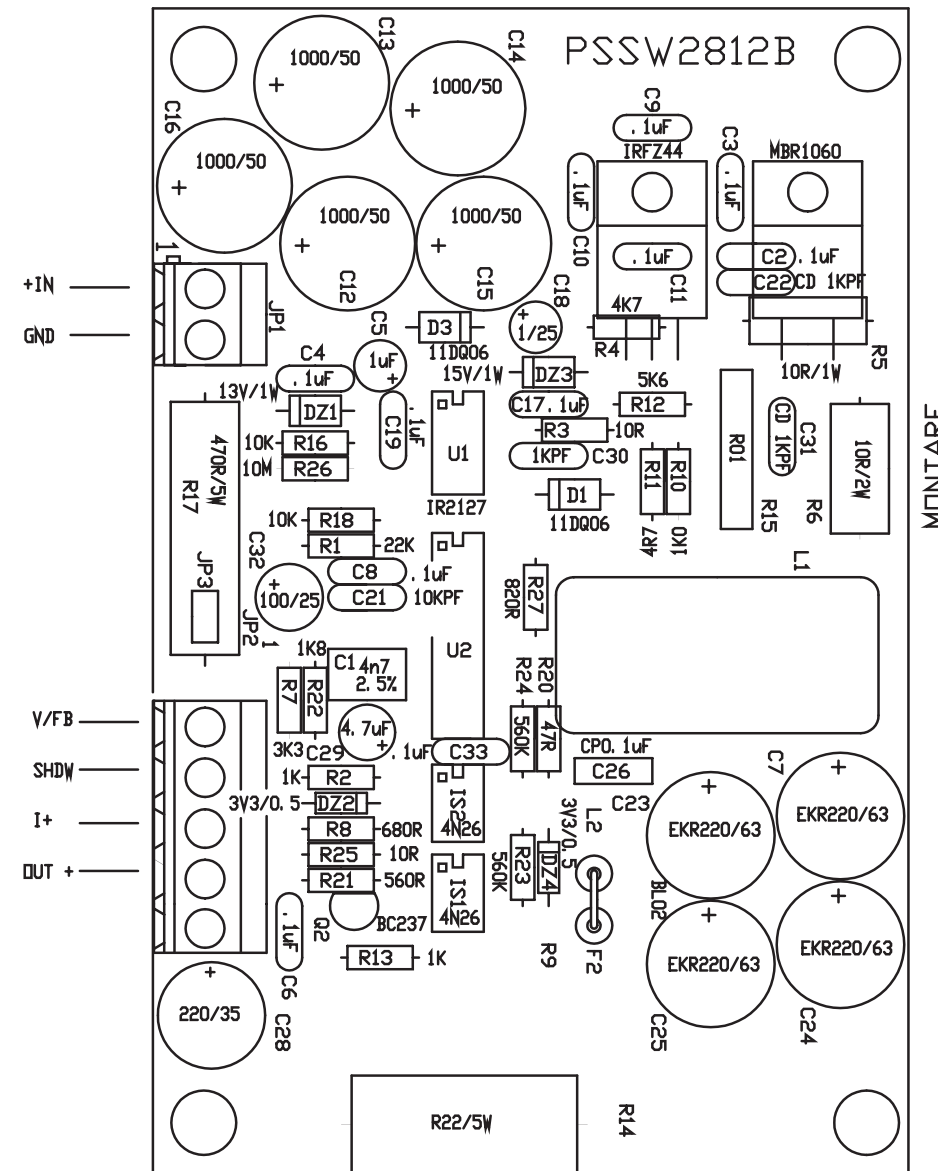 PSSW2812B
C13
C14
1000/50
+
1000/50
+
C16
1000/50
+
1000/50
+
C12
1000/50
+
C15
C9
.1uF
IRFZ44
C3
.1uF
MBR1060
.1uF
C10
.1uF
C11
C2 .1uF
C22 CD 1KPF
1
+IN
GND
JP1
C5
1uF
+
D3
11DQ06
C18
+
1/25
4K7
R4
10R/1W
R5
C4
.1uF
13V/1W
DZ1
C19
.1uF
15V/1W
DZ3
C17 .1uF
R3 10R
1KPF C30
5K6
R12
10K R16
10M R26
U1
IR2127
D1
11DQ06
R11
4R7
R10
1K0
R01
R15
CD 1KPF
C31
R6
10R/2W
470R/5W
R17
JP3
JP2
1
10K R18
R1 22K
C32
+
100/25
C8 .1uF
C21 10KPF
U2
R27
820R
L1
1K8
C1 4n7
2.5%
R7
R22
3K3
C29
4.7uF
+
.1uF C33
R24
560K
R20
47R
CPO.1uF
C26
V/FB
SHDW
I+
OUT +
1K R2
3V3/0.5 DZ2
R8 680R
R25 10R
R21 560R
IS2
4N26
IS1
4N26
Q2
BC237
R13 1K
560K
R23
DZ4
3V3/0.5
R9
L2
F2
C23
+
EKR220/63
C7
+
EKR220/63
BL02
+
EKR220/63
C25
+
EKR220/63
C24
.1uF
C6
+
220/35
C28
R22/5W
R14